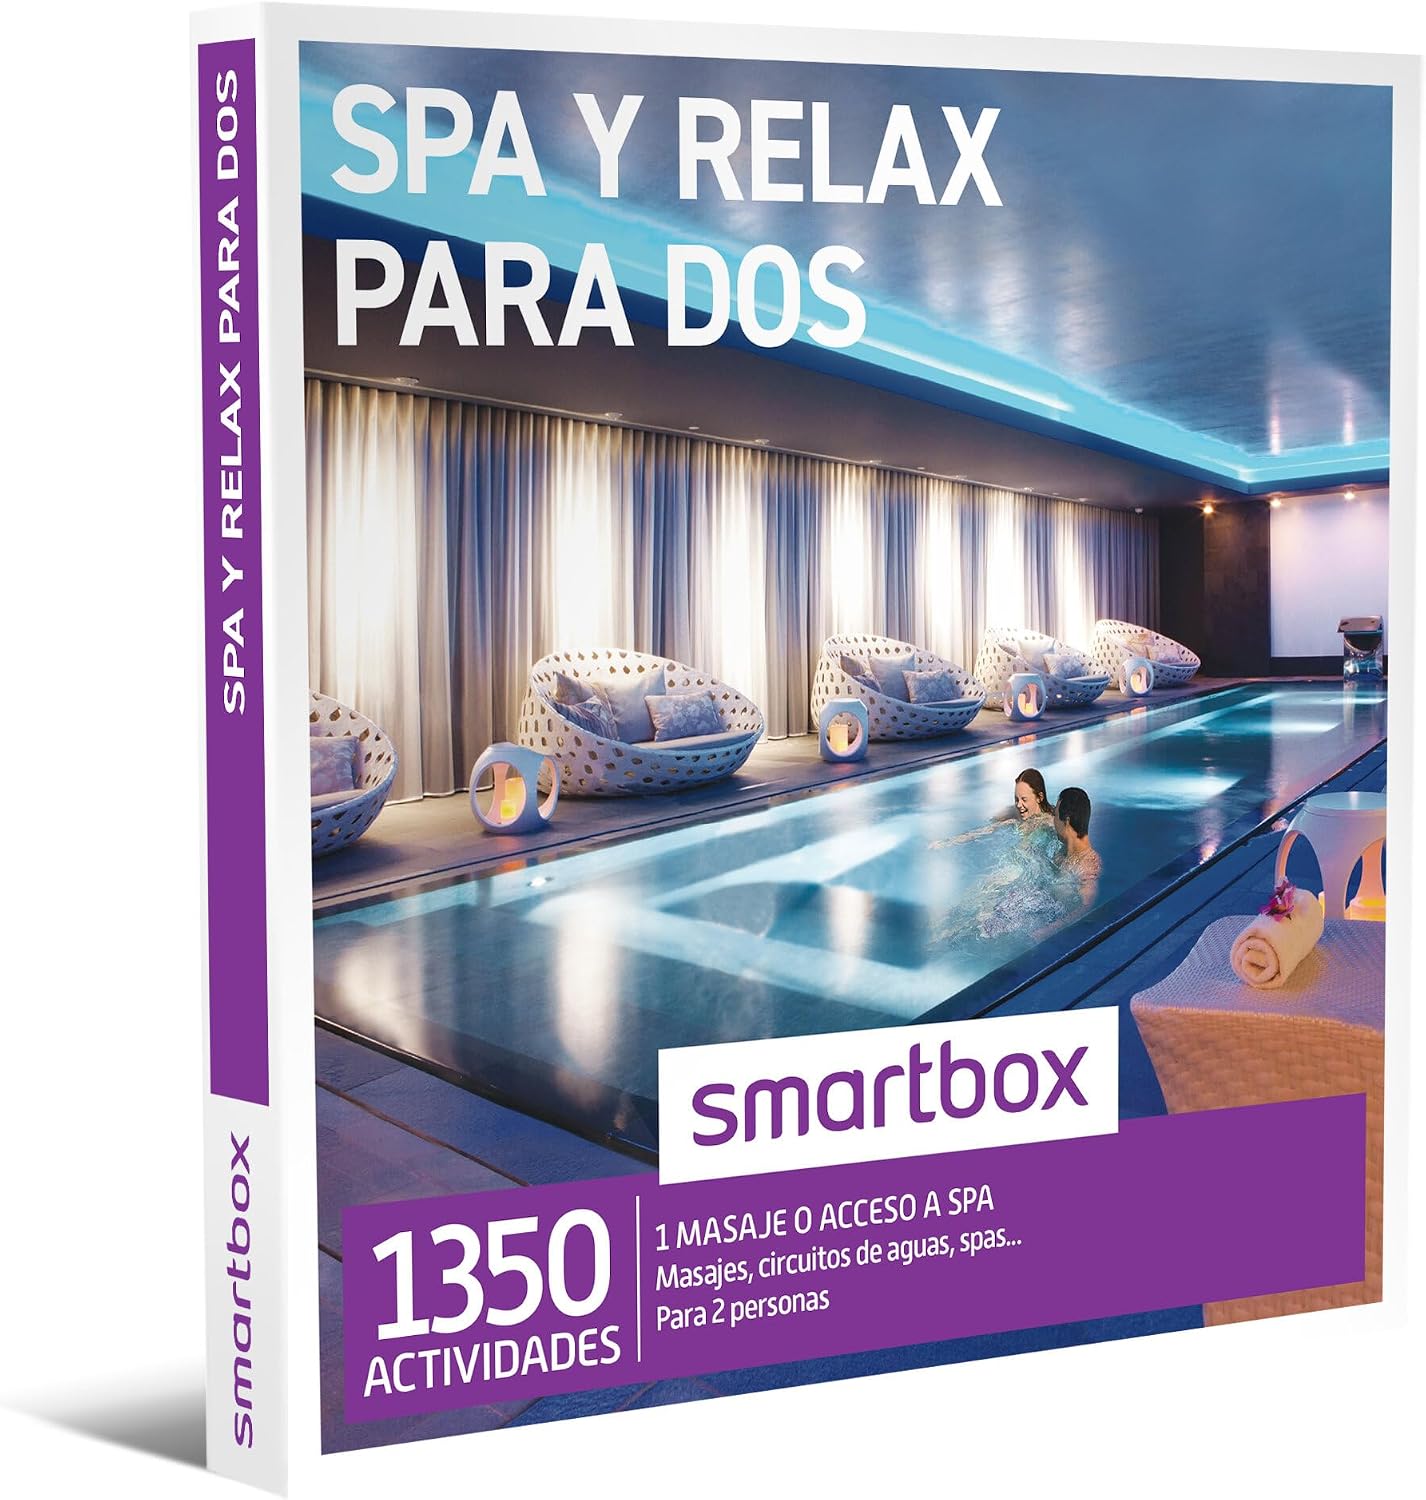 SPA Y RELAX PARA DOS
smartbox
SPA Y RELAX
PARA DOS
smartbox
1350
ACTIVIDADES
1 MASAJE O ACCESO A SPA
Masajes, circuitos de aguas, spas...
Para 2 personas